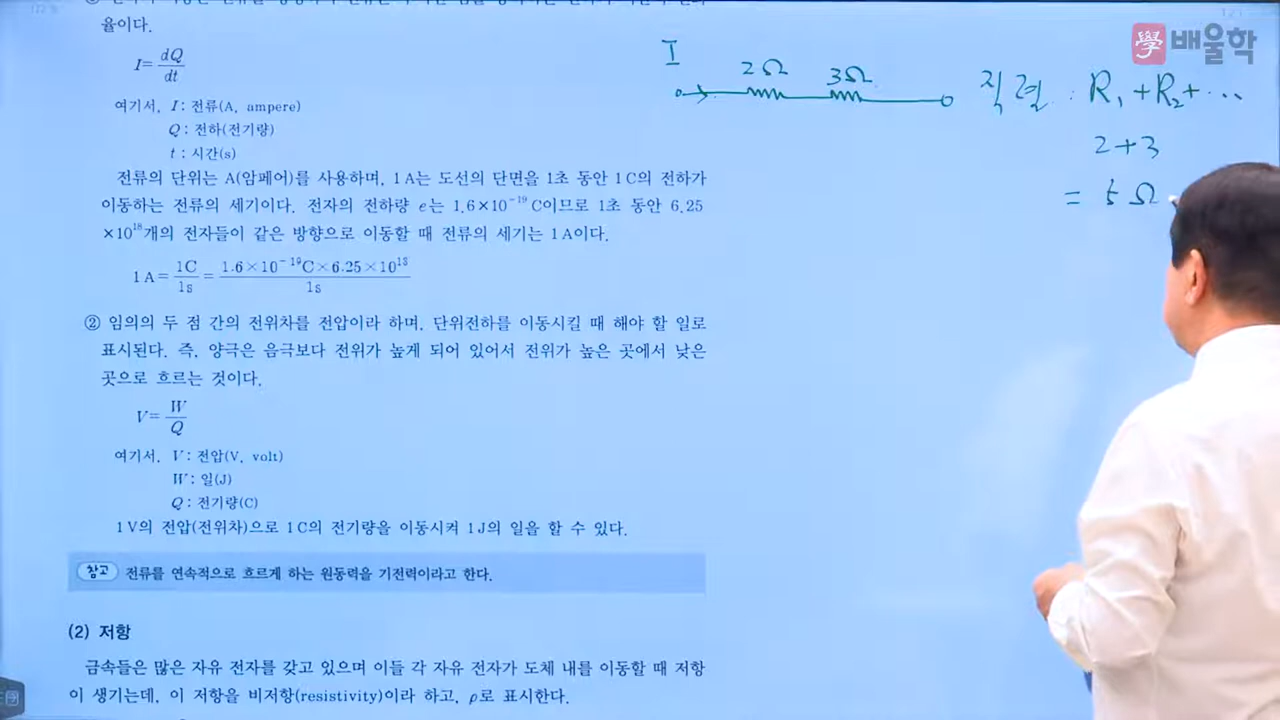 율이다.
I= dQ/dt
여기서, I : 전류(A, ampere)
Q : 전하(전기량)
t : 시간(s)
전류의 단위는 A(암페어)를 사용하며, 1A는 도선의 단면을 1초 동안 1C의 전하가
이동하는 전류의 세기이다. 전자의 전하량 e는 1.6×10⁻¹⁹C이므로 1초 동안 6.25
×10¹⁸개의 전자들이 같은 방향으로 이동할 때 전류의 세기는 1A이다.
1A= 1C/1s = 1.6×10⁻¹⁹C×6.25×10¹⁸/1s
② 임의의 두 점 간의 전위차를 전압이라 하며, 단위전하를 이동시킬 때 해야 할 일로
표시된다. 즉, 양극은 음극보다 전위가 높게 되어 있어서 전위가 높은 곳에서 낮은
곳으로 흐르는 것이다.
V= W/Q
여기서, V : 전압(V, volt)
W : 일(J)
Q : 전기량(C)
1V의 전압(전위차)으로 1C의 전기량을 이동시켜 1J의 일을 할 수 있다.
참고 전류를 연속적으로 흐르게 하는 원동력을 기전력이라고 한다.
(2) 저항
금속들은 많은 자유 전자를 갖고 있으며 이들 각 자유 전자가 도체 내를 이동할 때 저항
이 생기는데, 이 저항을 비저항(resistivity)이라 하고, ρ로 표시한다.
學 배울학
I
2Ω 3Ω
직렬 : R₁+R₂+...
2+3
= 5Ω